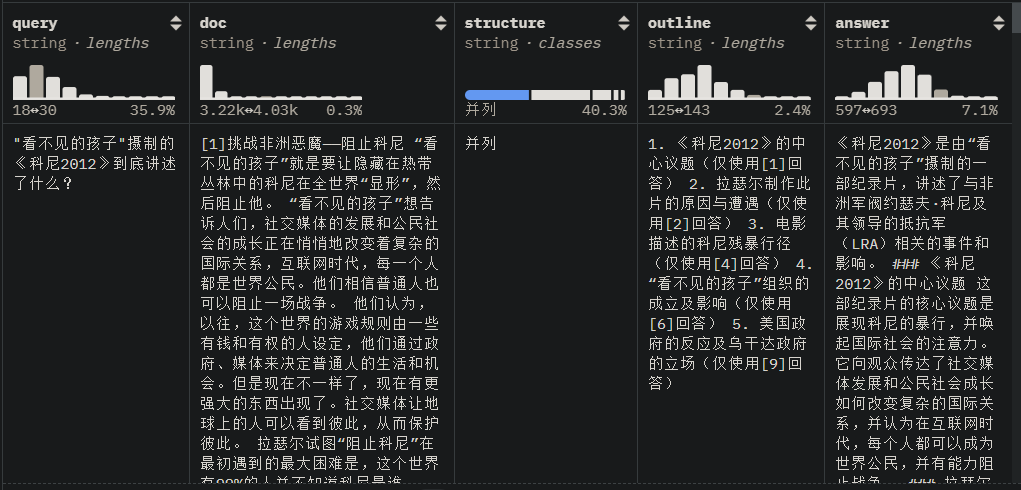 query
string · lengths
18↔30 35.9%
doc
string · lengths
3.22k↔4.03k 0.3%
structure
string · classes
并列 40.3%
outline
string · lengths
125↔143 2.4%
answer
string · lengths
597↔693 7.1%
"看不见的孩子"摄制的
《科尼2012》到底讲述
了什么？
[1]挑战非洲恶魔——阻止科尼 “看
不见的孩子”就是要让隐藏在热带
丛林中的科尼在全世界“显形”，然
后阻止他。 “看不见的孩子”想告
诉人们，社交媒体的发展和公民社
会的成长正在悄悄地改变着复杂的
国际关系，互联网时代，每一个人
都是世界公民。他们相信普通人也
可以阻止一场战争。 他们认为，
以往，这个世界的游戏规则由一些
有钱和有权的人设定，他们通过政
府、媒体来决定普通人的生活和机
会。但是现在不一样了，现在有更
强大的东西出现了。社交媒体让地
球上的人可以看到彼此，从而保护
彼此。 拉瑟尔试图“阻止科尼”在
最初遇到的最大困难是，这个世界
有99%的人并不知道科尼是谁
并列
1. 《科尼2012》的中
心议题（仅使用[1]回
答） 2. 拉瑟尔制作此
片的原因与遭遇（仅使
用[2]回答） 3. 电影
描述的科尼残暴行径
（仅使用[4]回答） 4.
“看不见的孩子”组织的
成立及影响（仅使用
[6]回答） 5. 美国政
府的反应及乌干达政府
的立场（仅使用[9]回
答）
《科尼2012》是由“看
不见的孩子”摄制的一
部纪录片，讲述了与非
洲军阀约瑟夫·科尼及
其领导的抵抗军
（LRA）相关的事件和
影响。 ### 《科尼
2012》的中心议题 这
部纪录片的核心议题是
展现科尼的暴行，并唤
起国际社会的注意力。
它向观众传达了社交媒
体发展和公民社会成长
如何改变复杂的国际关
系，并认为在互联网时
代，每个人都可以成为
世界公民，并有能力阻
止战争。 ### 拉瑟尔